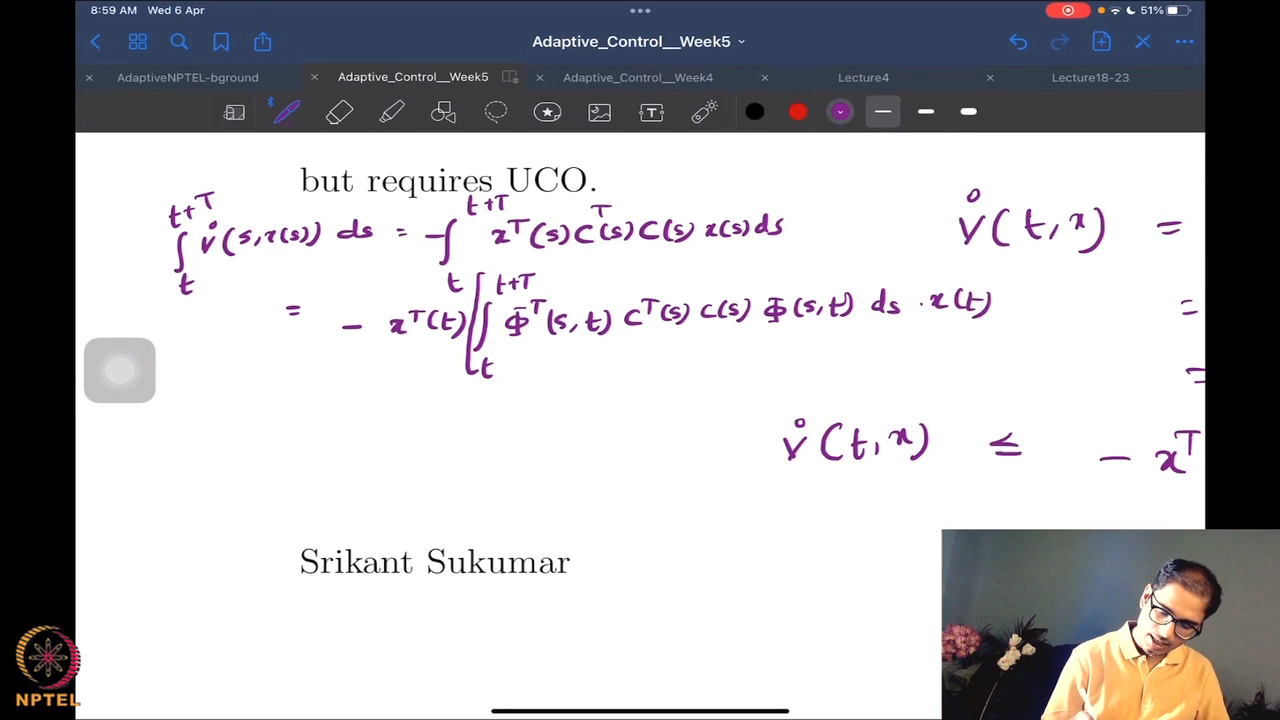 8:59 AM Wed 6 Apr
51%
Adaptive_Control__Week5
AdaptiveNPTEL-bground
Adaptive_Control__Week5
Adaptive_Control__Week4
Lecture4
Lecture18-23
but requires UCO.
∫_t^{t+T} V̇(s, x(s)) ds = -∫_t^{t+T} x^T(s) C^T(s) C(s) x(s) ds
V̇(t, x) =
= - x^T(t) [∫_t^{t+T} Φ^T(s, t) C^T(s) C(s) Φ(s, t) ds · x(t)
=
=
V̇(t, x) ≤ - x^T
Srikant Sukumar
NPTEL